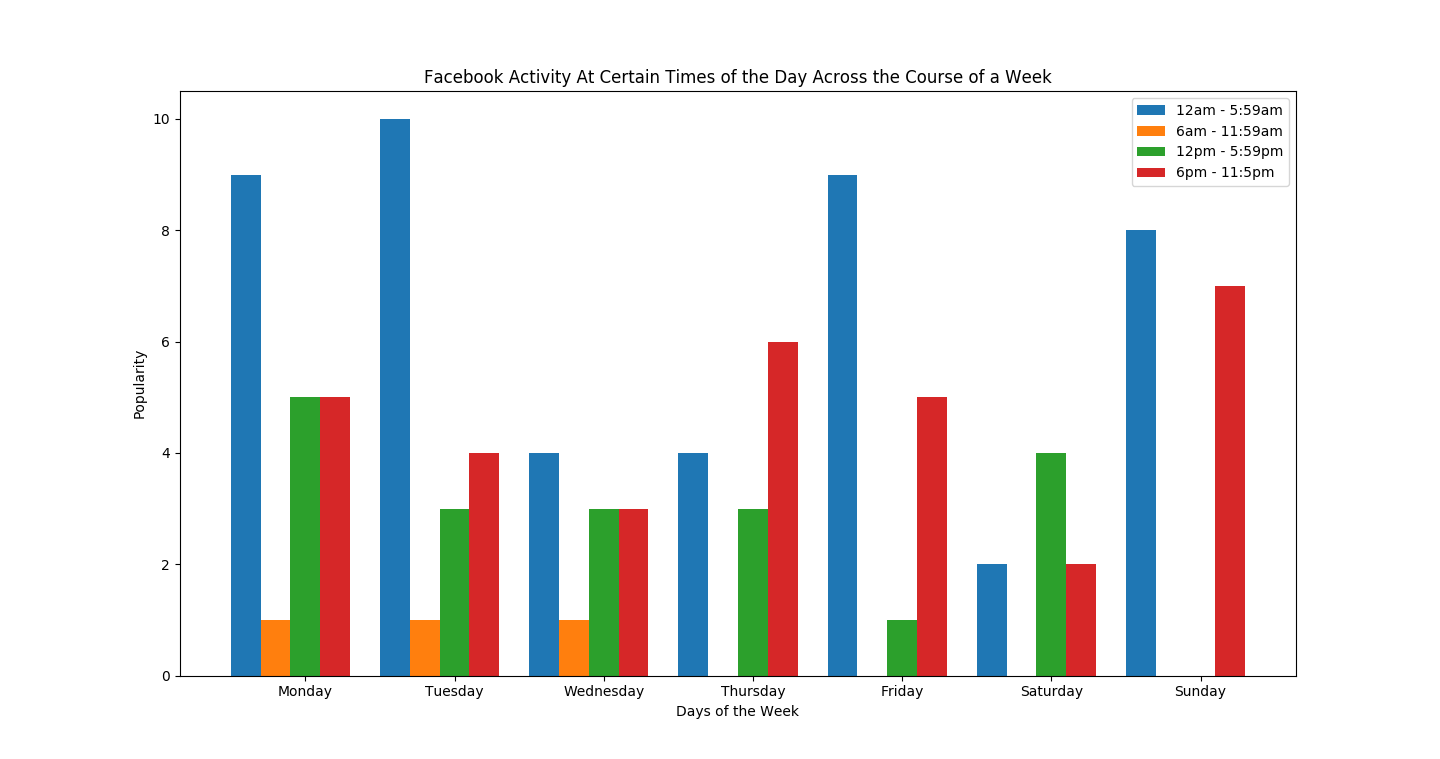 Facebook Activity At Certain Times of the Day Across the Course of a Week
12am - 5:59am
6am - 11:59am
12pm - 5:59pm
6pm - 11:5pm
10
8
6
4
2
0
Popularity
Monday Tuesday Wednesday Thursday Friday Saturday Sunday
Days of the Week